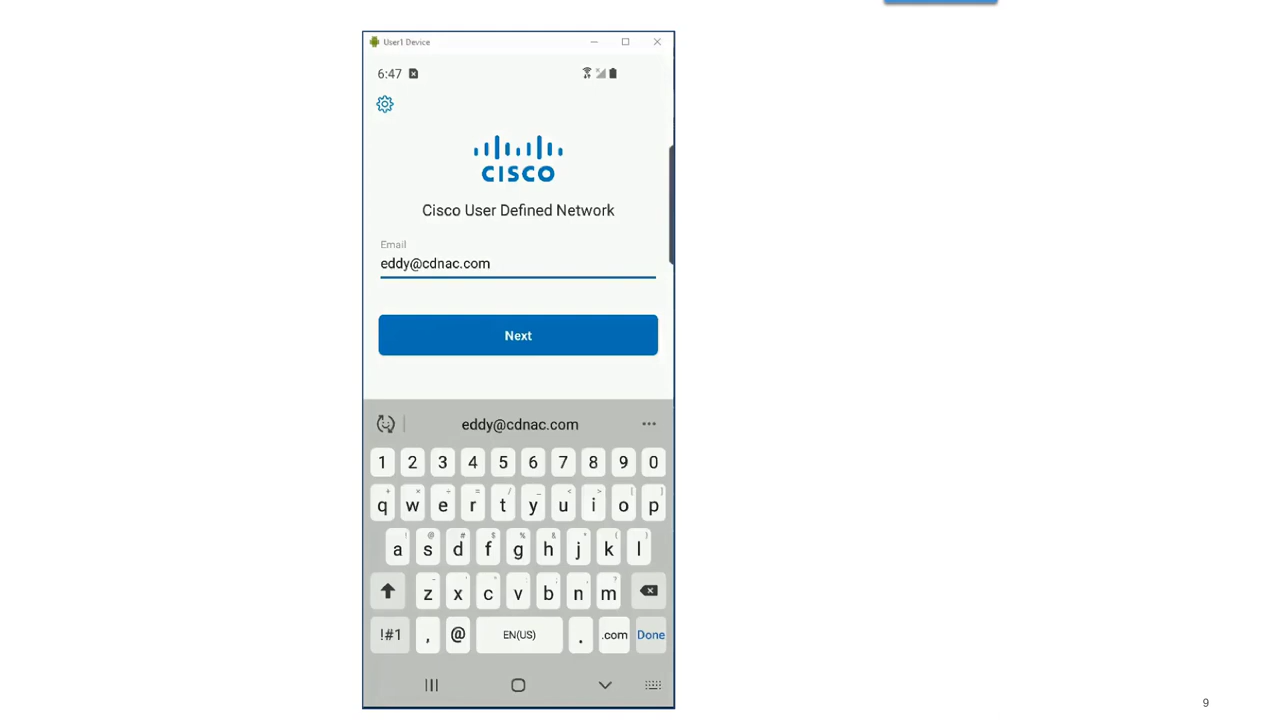 User1 Device
6:47
CISCO
Cisco User Defined Network
Email
eddy@cdnac.com
Next
eddy@cdnac.com
1 2 3 4 5 6 7 8 9 0
q w e r t y u i o p
a s d f g h j k l
z x c v b n m
!#1 , @ EN(US) . .com Done
9